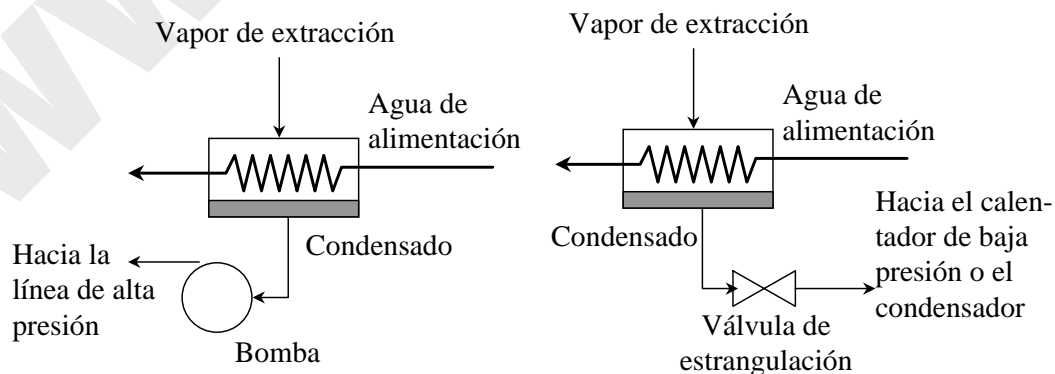 Vapor de extracción
Agua de
alimentación
Condensado
Hacia la
línea de alta
presión
Bomba
Vapor de extracción
Agua de
alimentación
Condensado
Hacia el calen-
tador de baja
presión o el
condensador
Válvula de
estrangulación